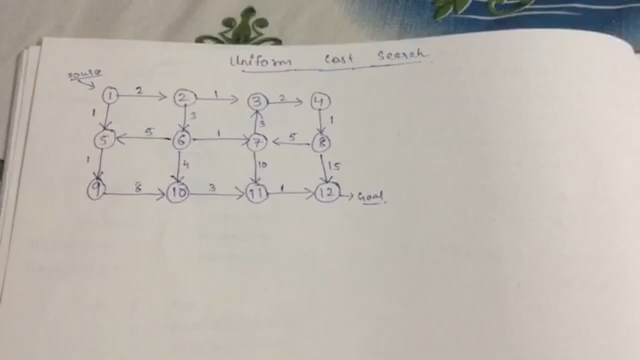 Uniform Cost Search
source
1 2 2 1 3 2 4
1 3 3 1
5 5 6 1 7 5 8
1 4 10 15
9 8 10 3 11 1 12 Goal